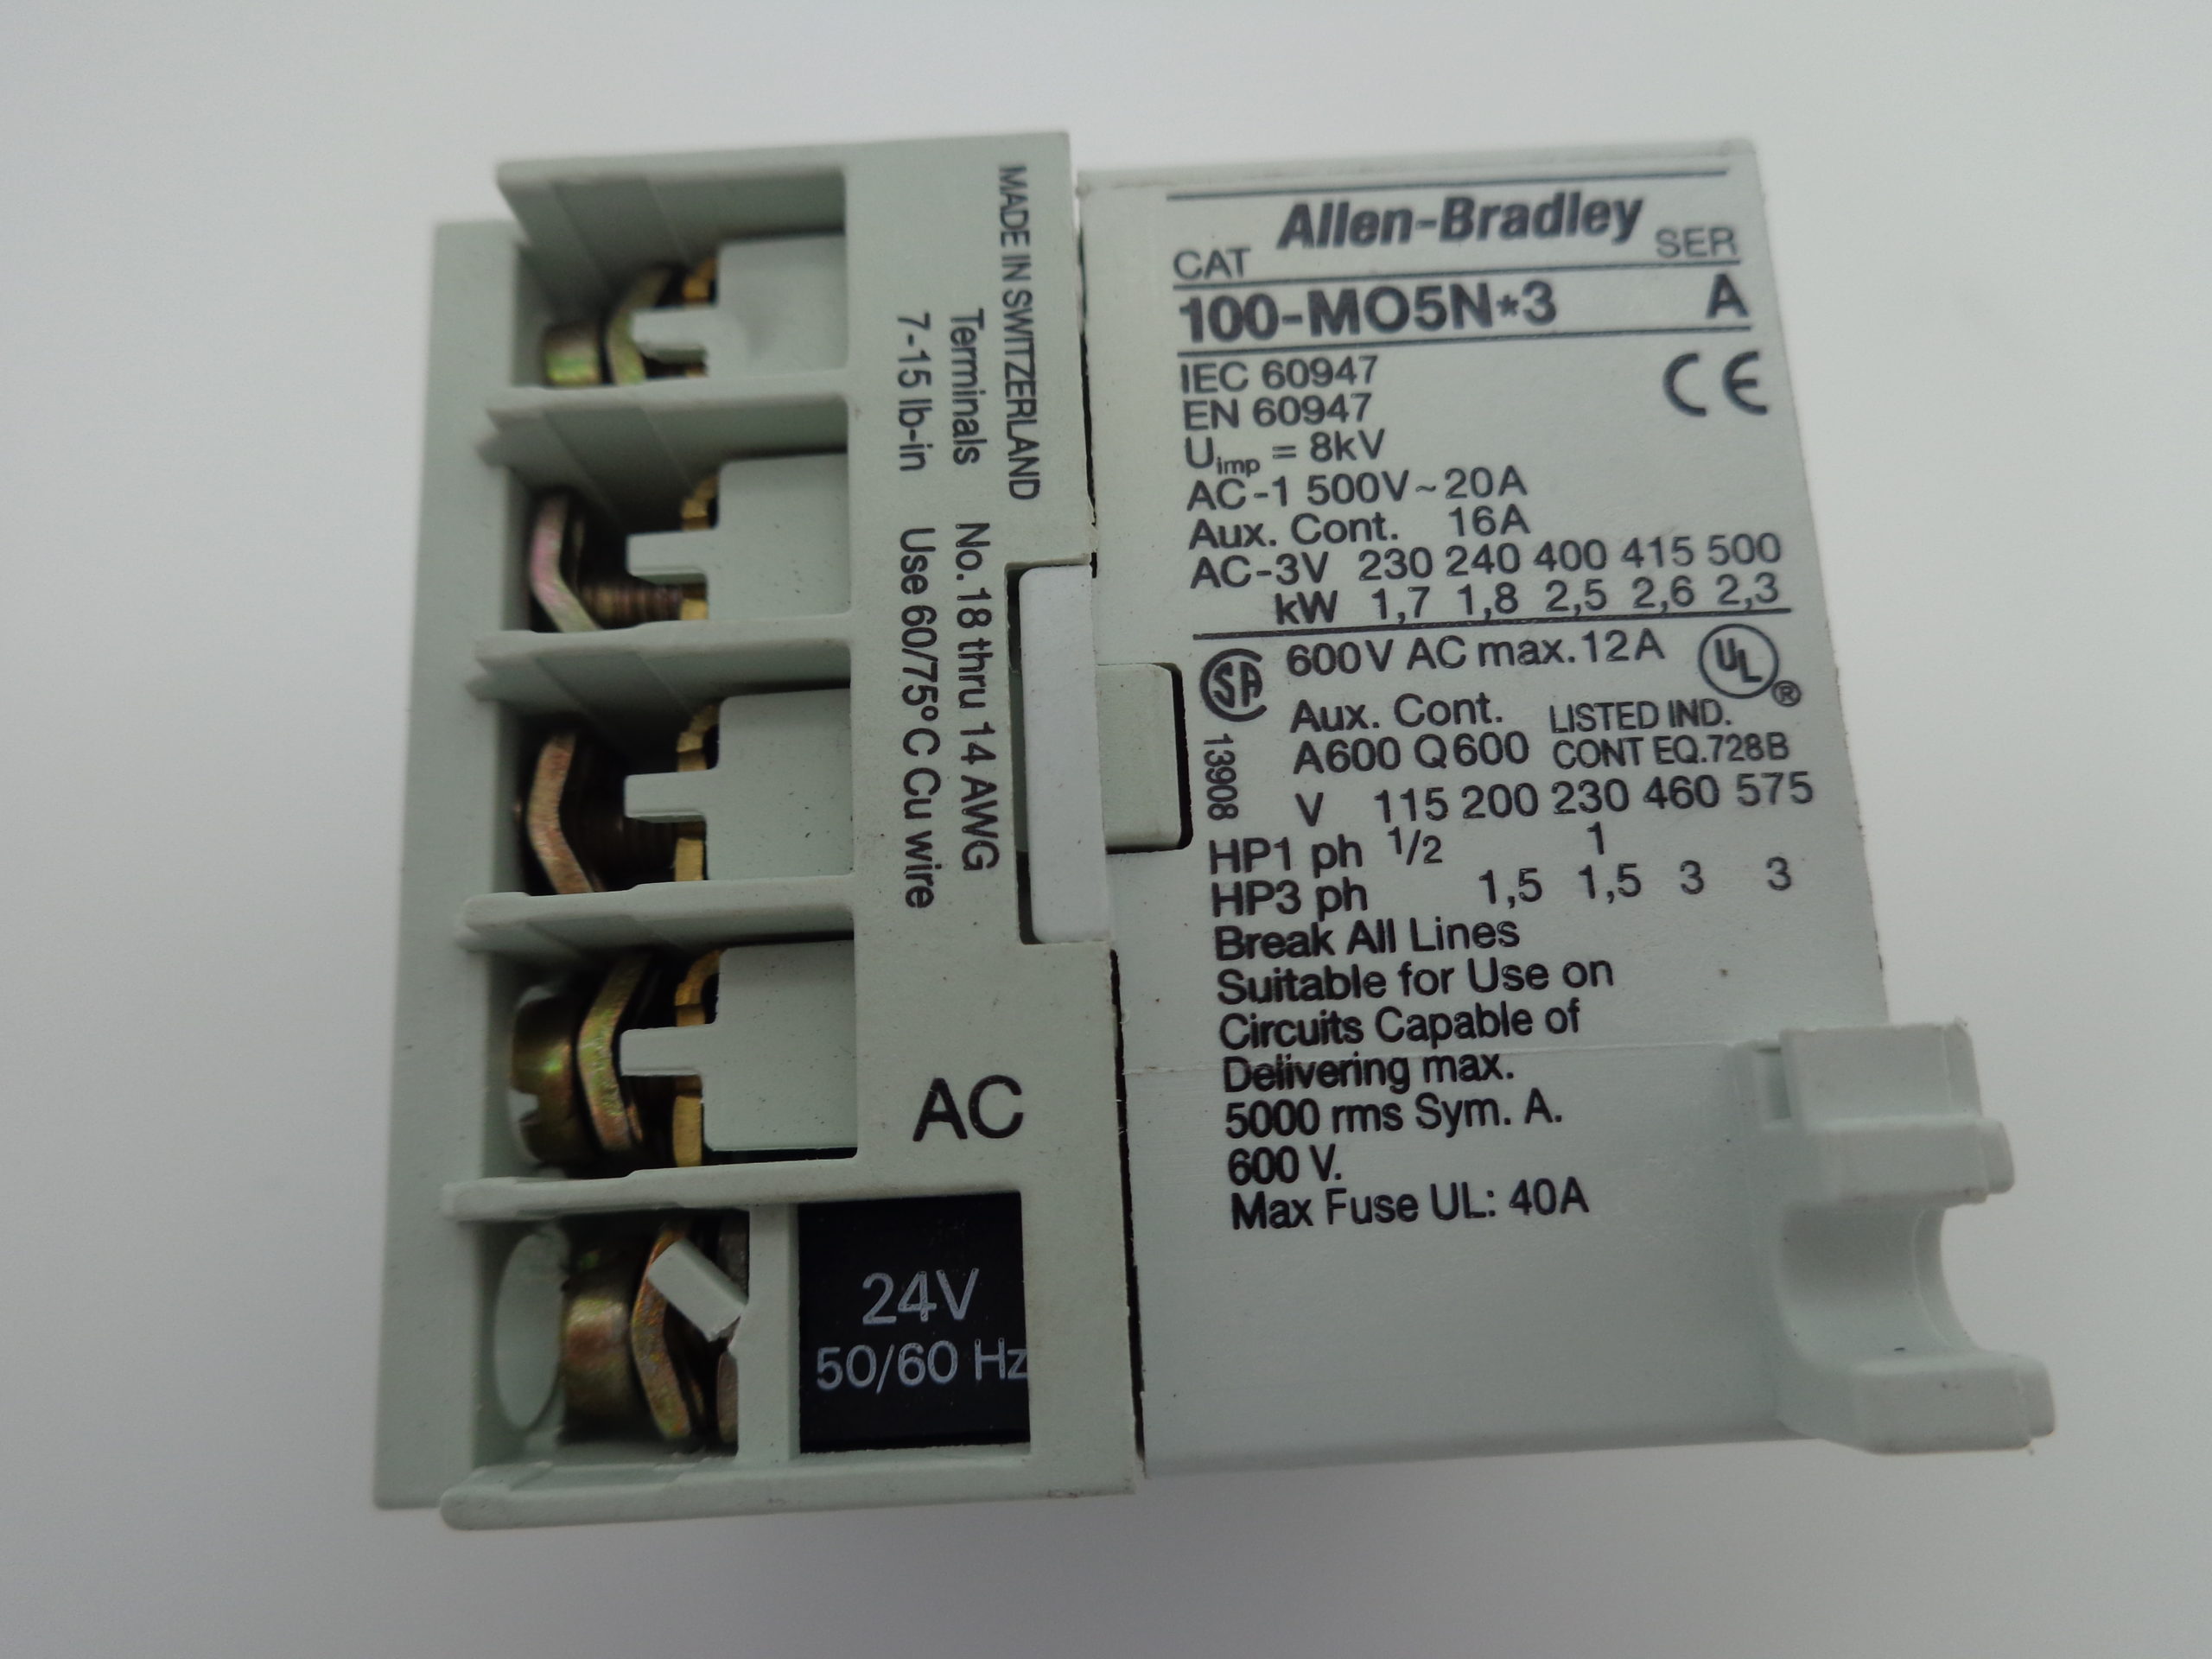 MADE IN SWITZERLAND
Terminals No. 18 thru 14 AWG
7-15 lb-in Use 60/75°C Cu wire
AC
24V
50/60 Hz
Allen-Bradley
CAT SER
100-MO5N*3 A
IEC 60947 CE
EN 60947
Uimp = 8kV
AC-1 500V~20A
Aux. Cont. 16A
AC-3V 230 240 400 415 500
kW 1,7 1,8 2,5 2,6 2,3
SA 600V AC max. 12A UL ®
Aux. Cont. LISTED IND.
A600 Q600 CONT EQ.728B
13908
V 115 200 230 460 575
HP1 ph 1/2 1
HP3 ph 1,5 1,5 3 3
Break All Lines
Suitable for Use on
Circuits Capable of
Delivering max.
5000 rms Sym. A.
600 V.
Max Fuse UL: 40A